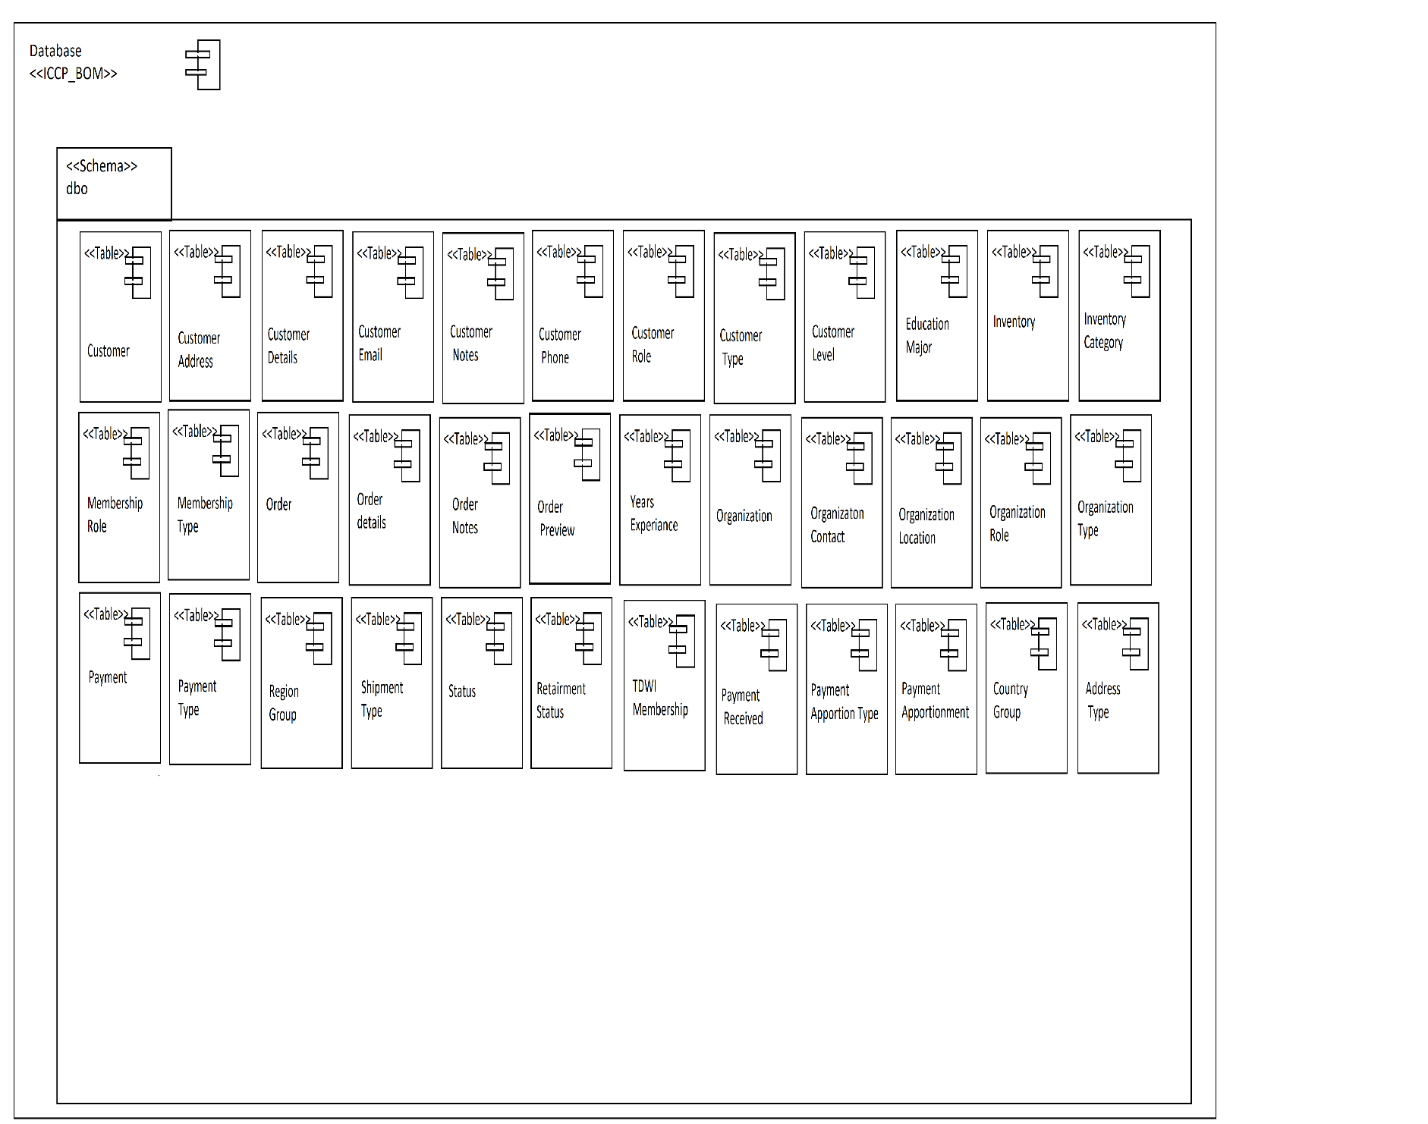 Database
<<ICCP_BOM>>
<<Schema>>
dbo
<<Table>>
Customer
<<Table>>
Customer
Address
<<Table>>
Customer
Details
<<Table>>
Customer
Email
<<Table>>
Customer
Notes
<<Table>>
Customer
Phone
<<Table>>
Customer
Role
<<Table>>
Customer
Type
<<Table>>
Customer
Level
<<Table>>
Education
Major
<<Table>>
Inventory
<<Table>>
Inventory
Category
<<Table>>
Membership
Role
<<Table>>
Membership
Type
<<Table>>
Order
<<Table>>
Order
details
<<Table>>
Order
Notes
<<Table>>
Order
Preview
<<Table>>
Years
Experiance
<<Table>>
Organization
<<Table>>
Organizaton
Contact
<<Table>>
Organization
Location
<<Table>>
Organization
Role
<<Table>>
Organization
Type
<<Table>>
Payment
<<Table>>
Payment
Type
<<Table>>
Region
Group
<<Table>>
Shipment
Type
<<Table>>
Status
<<Table>>
Retairment
Status
<<Table>>
TDWI
Membership
<<Table>>
Payment
Received
<<Table>>
Payment
Apportion Type
<<Table>>
Payment
Apportionment
<<Table>>
Country
Group
<<Table>>
Address
Type